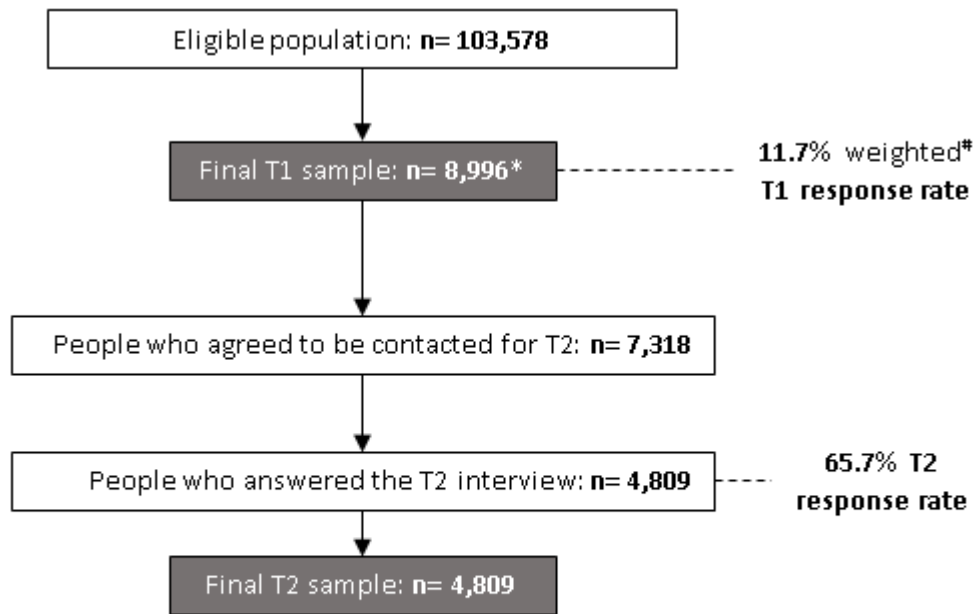 Eligible population: n= 103,578
Final T1 sample: n= 8,996*
11.7% weighted#
T1 response rate
People who agreed to be contacted for T2: n= 7,318
People who answered the T2 interview: n= 4,809
65.7% T2
response rate
Final T2 sample: n= 4,809